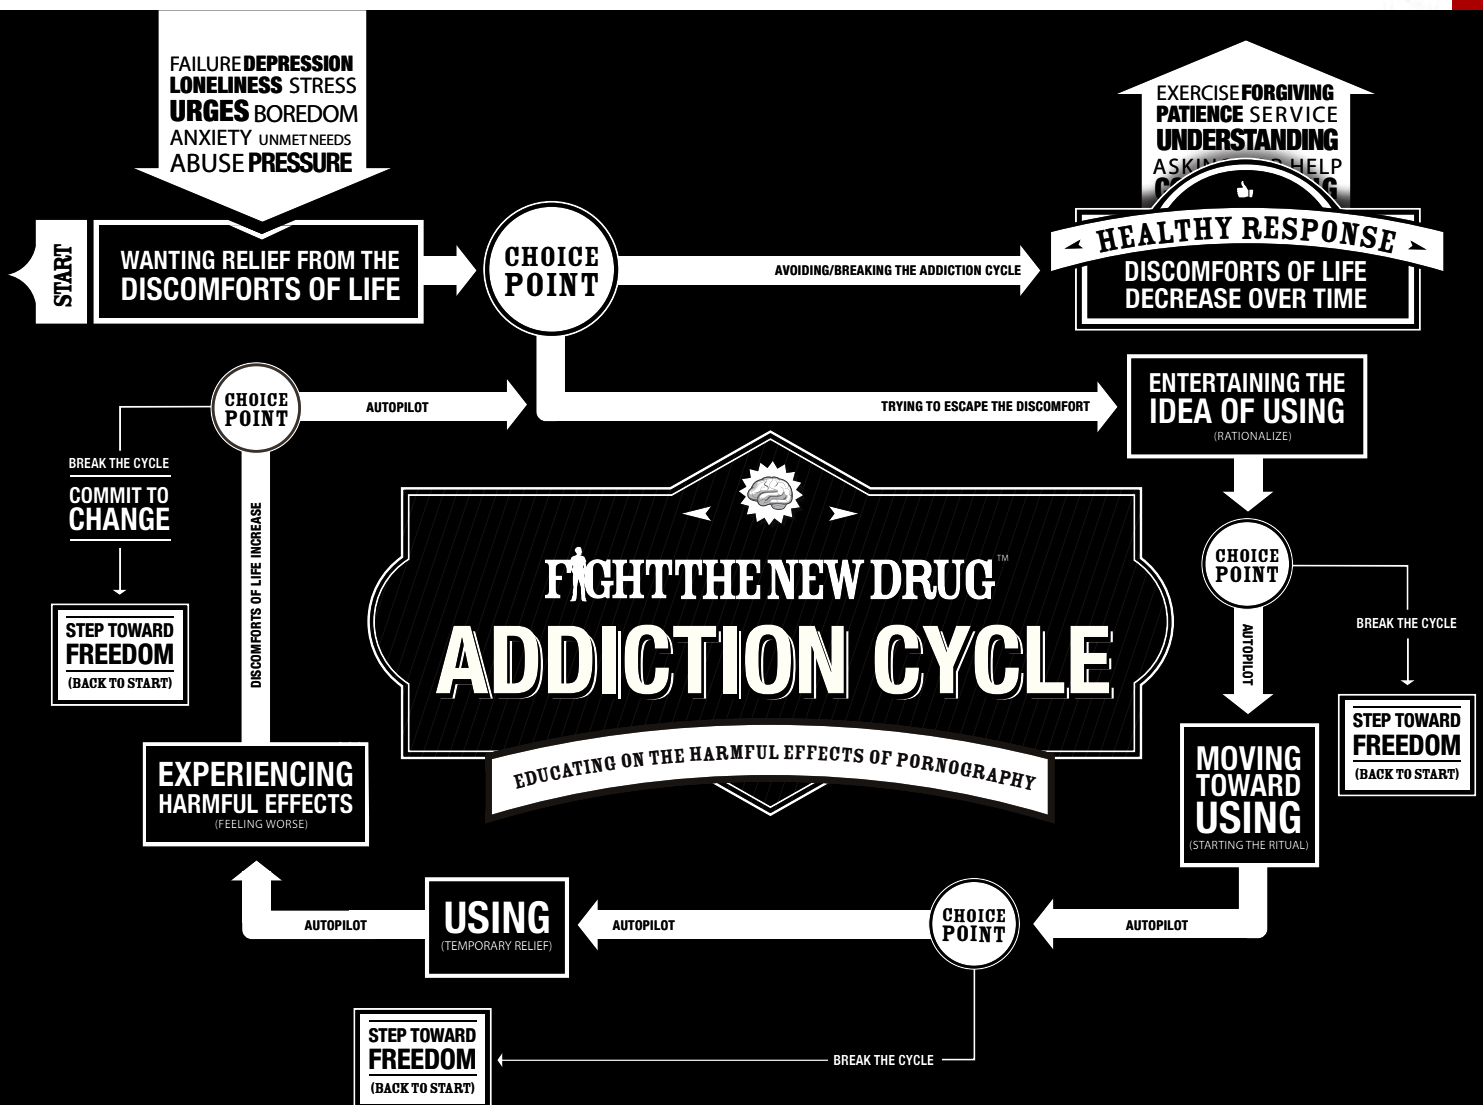 FAILURE DEPRESSION
LONELINESS STRESS
URGES BOREDOM
ANXIETY UNMET NEEDS
ABUSE PRESSURE
START
WANTING RELIEF FROM THE
DISCOMFORTS OF LIFE
CHOICE
POINT
AVOIDING/BREAKING THE ADDICTION CYCLE
EXERCISE FORGIVING
PATIENCE SERVICE
UNDERSTANDING
HELP
HEALTHY RESPONSE
DISCOMFORTS OF LIFE
DECREASE OVER TIME
TRYING TO ESCAPE THE DISCOMFORT
ENTERTAINING THE
IDEA OF USING
(RATIONALIZE)
CHOICE
POINT
BREAK THE CYCLE
STEP TOWARD
FREEDOM
(BACK TO START)
AUTOPILOT
MOVING
TOWARD
USING
(STARTING THE RITUAL)
AUTOPILOT
CHOICE
POINT
BREAK THE CYCLE
STEP TOWARD
FREEDOM
(BACK TO START)
AUTOPILOT
USING
(TEMPORARY RELIEF)
AUTOPILOT
EXPERIENCING
HARMFUL EFFECTS
(FEELING WORSE)
DISCOMFORTS OF LIFE INCREASE
CHOICE
POINT
AUTOPILOT
BREAK THE CYCLE
COMMIT TO
CHANGE
STEP TOWARD
FREEDOM
(BACK TO START)
FIGHT THE NEW DRUG™
ADDICTION CYCLE
EDUCATING ON THE HARMFUL EFFECTS OF PORNOGRAPHY